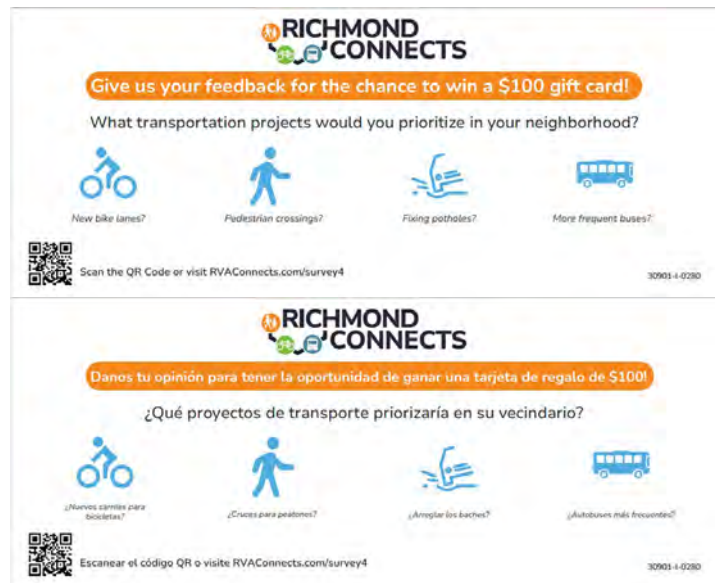 RICHMOND
CONNECTS
Give us your feedback for the chance to win a $100 gift card!
What transportation projects would you prioritize in your neighborhood?
New bike lanes?
Pedestrian crossings?
Fixing potholes?
More frequent buses?
Scan the QR Code or visit RVAConnects.com/survey4
30901-I-0280
RICHMOND
CONNECTS
Danos tu opinión para tener la oportunidad de ganar una tarjeta de regalo de $100!
¿Qué proyectos de transporte priorizaría en su vecindario?
¿Nuevos carriles para
bicicletas?
¿Cruces para peatones?
¿Arreglar los baches?
¿Autobuses más frecuentes?
Escanear el código QR o visite RVAConnects.com/survey4
30901-I-0280